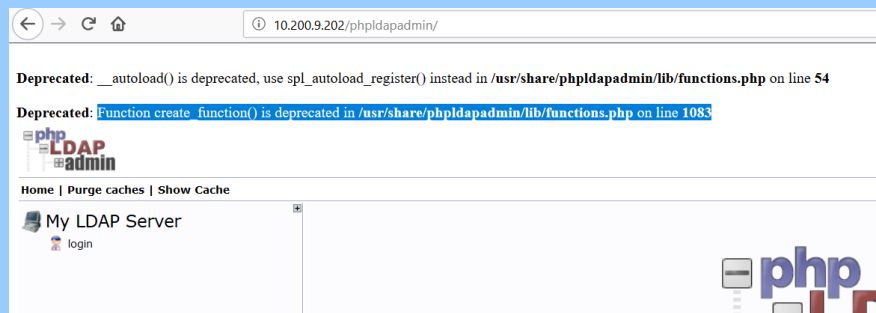 10.200.9.202/phpldapadmin/
Deprecated: __autoload() is deprecated, use spl_autoload_register() instead in /usr/share/phpldapadmin/lib/functions.php on line 54
Deprecated: Function create_function() is deprecated in /usr/share/phpldapadmin/lib/functions.php on line 1083
php
LDAP
admin
Home | Purge caches | Show Cache
My LDAP Server
login
php